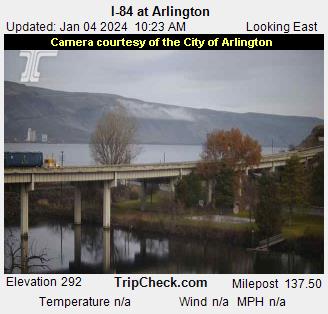 I-84 at Arlington
Updated: Jan 04 2024 10:23 AM Looking East
Camera courtesy of the City of Arlington
Elevation 292 TripCheck.com Milepost 137.50
Temperature n/a Wind n/a MPH n/a